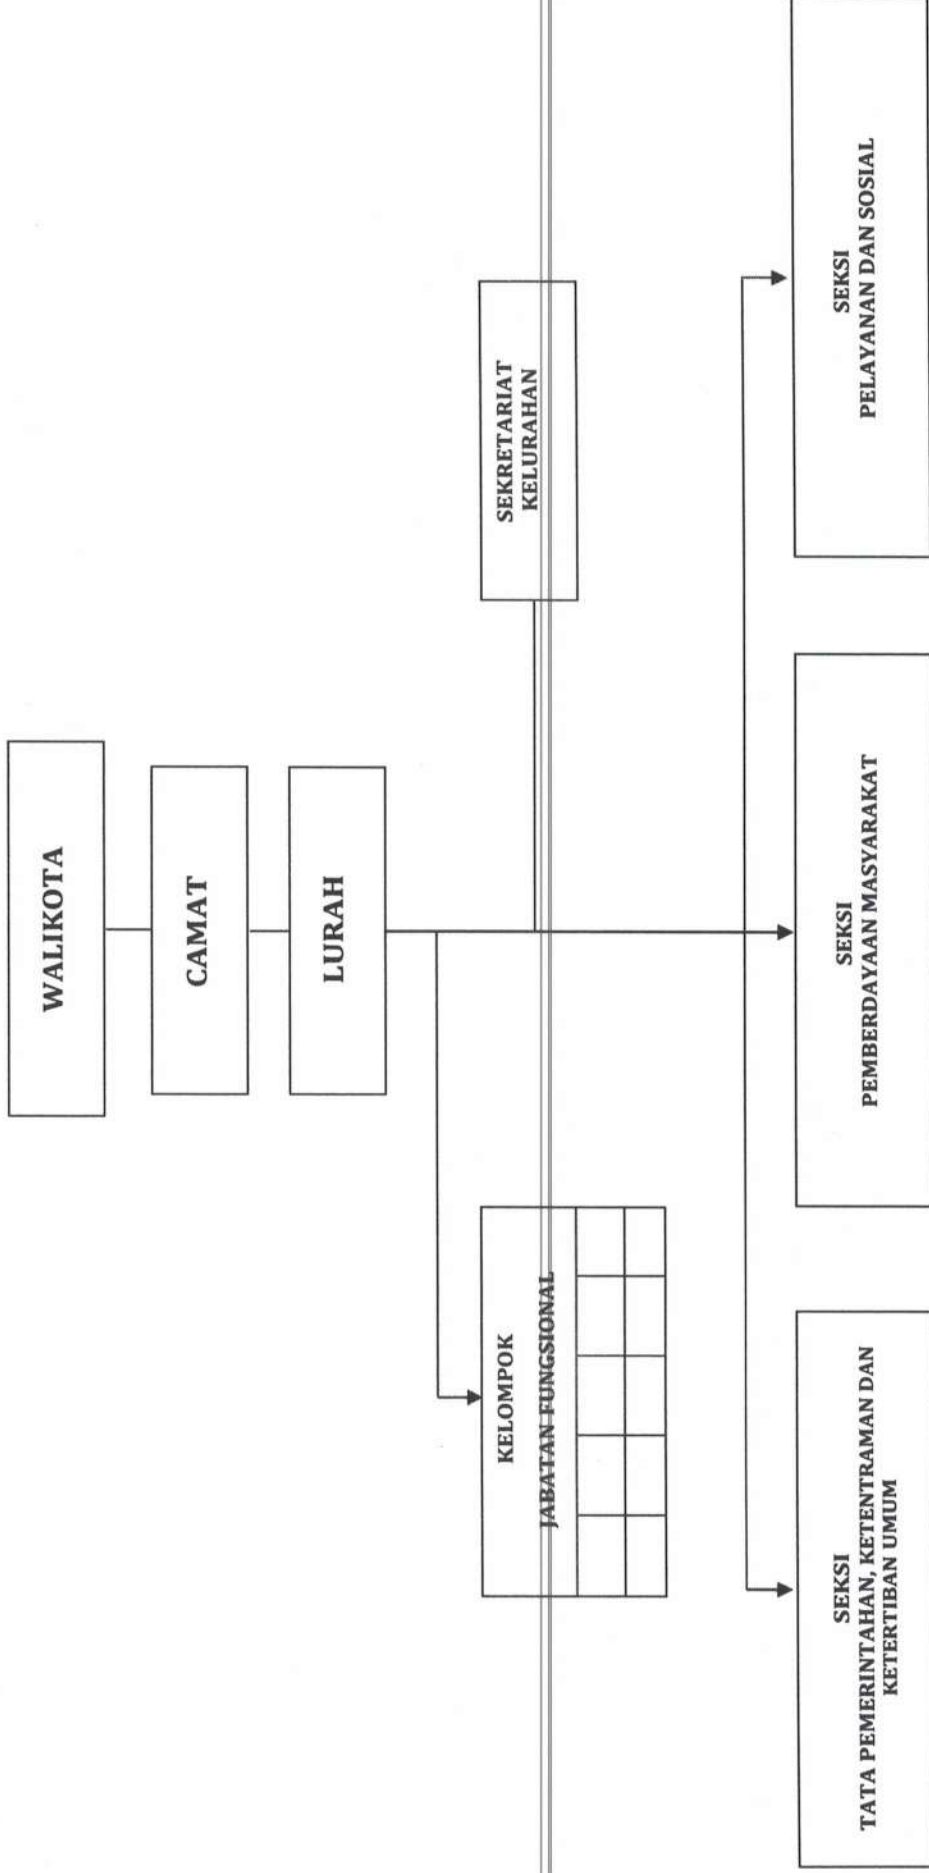 WALIKOTA
CAMAT
LURAH
KELOMPOK
JABATAN FUNGSIONAL
SEKRETARIAT
KELURAHAN
SEKSI
TATA PEMERINTAHAN, KETENTRAMAN DAN
KETERTIBAN UMUM
SEKSI
PEMBERDAYAAN MASYARAKAT
SEKSI
PELAYANAN DAN SOSIAL